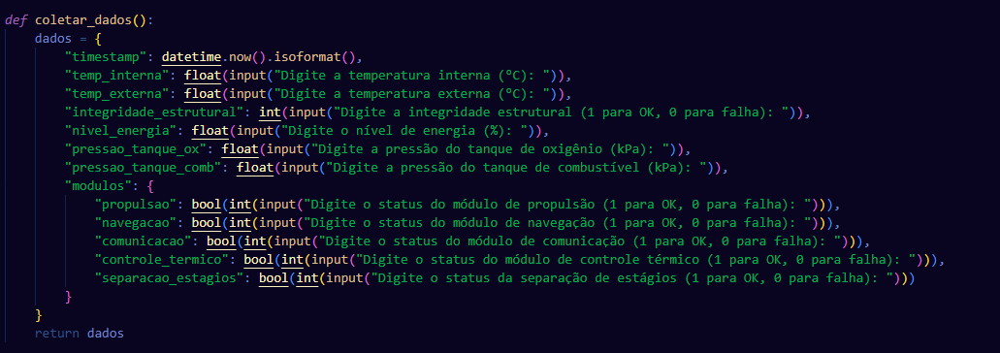 def coletar_dados():
    dados = {
        "timestamp": datetime.now().isoformat(),
        "temp_interna": float(input("Digite a temperatura interna (ºC): ")),
        "temp_externa": float(input("Digite a temperatura externa (ºC): ")),
        "integridade_estrutural": int(input("Digite a integridade estrutural (1 para OK, 0 para falha): ")),
        "nivel_energia": float(input("Digite o nível de energia (%): ")),
        "pressao_tanque_ox": float(input("Digite a pressão do tanque de oxigênio (kPa): ")),
        "pressao_tanque_comb": float(input("Digite a pressão do tanque de combustível (kPa): ")),
        "modulos": {
            "propulsao": bool(int(input("Digite o status do módulo de propulsão (1 para OK, 0 para falha): "))),
            "navegacao": bool(int(input("Digite o status do módulo de navegação (1 para OK, 0 para falha): "))),
            "comunicacao": bool(int(input("Digite o status do módulo de comunicação (1 para OK, 0 para falha): "))),
            "controle_termico": bool(int(input("Digite o status do módulo de controle térmico (1 para OK, 0 para falha): "))),
            "separacao_estagios": bool(int(input("Digite o status da separação de estágios (1 para OK, 0 para falha): ")))
        }
    }
    return dados